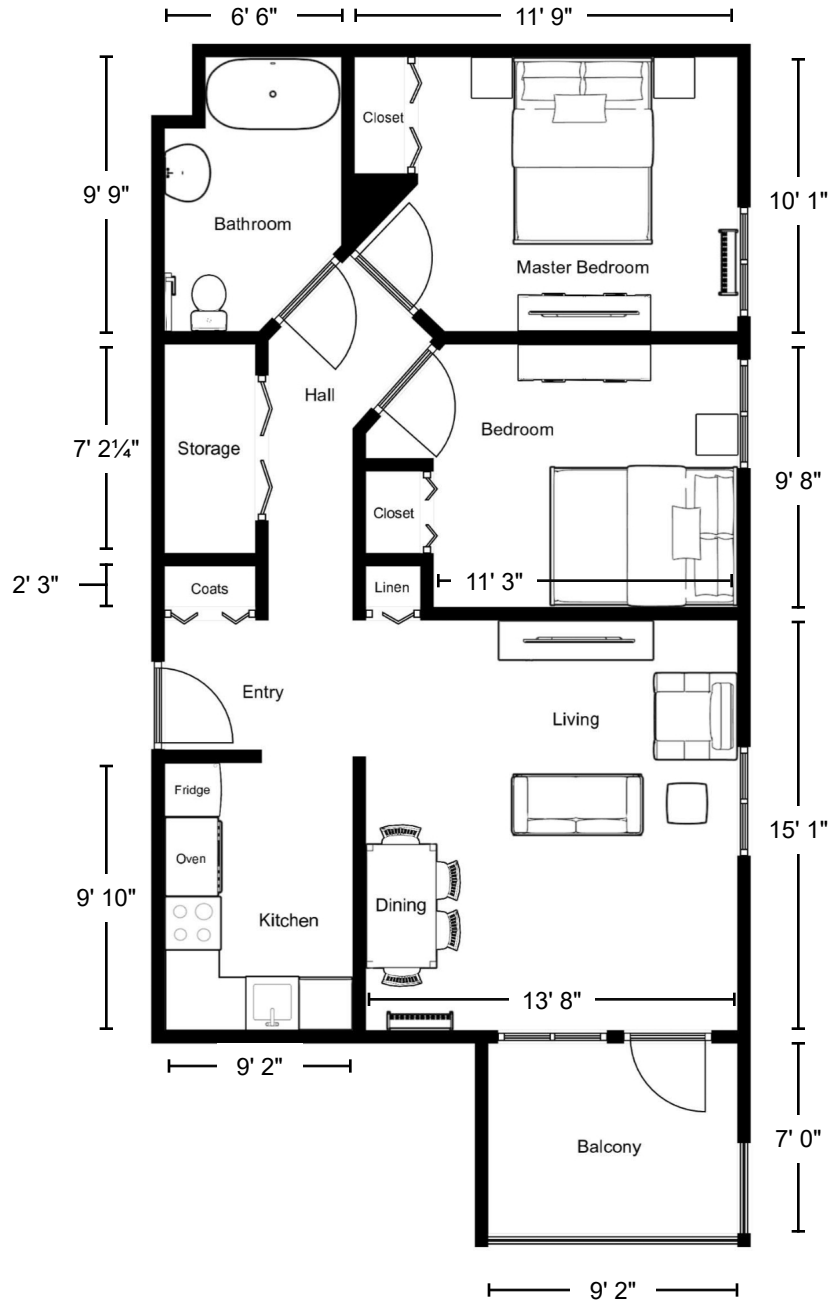 6' 6"
11' 9"
Closet
9' 9"
10' 1"
Bathroom
Master Bedroom
Hall
Bedroom
7' 2¼"
Storage
9' 8"
Closet
2' 3"
Coats
Linen
11' 3"
Entry
Living
Fridge
15' 1"
Oven
9' 10"
Dining
Kitchen
13' 8"
9' 2"
Balcony
7' 0"
9' 2"